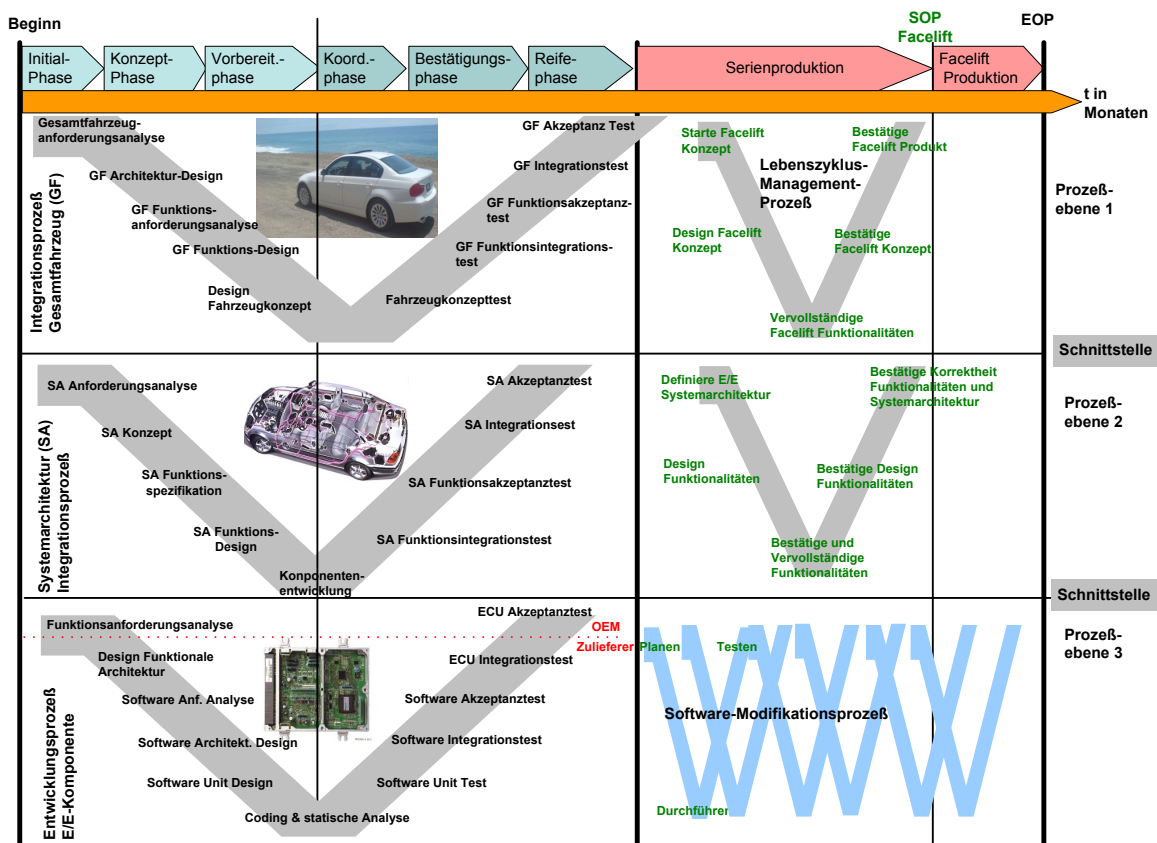 Beginn
SOP
Facelift
EOP
Initial-
Phase
Konzept-
Phase
Vorbereit.-
phase
Koord.-
phase
Bestätigungs-
phase
Reife-
phase
Serienproduktion
Facelift
Produktion
t in
Monaten
Integrationsprozeß
Gesamtfahrzeug (GF)
Gesamtfahrzeug-
anforderungsanalyse
GF Architektur-Design
GF Funktions-
anforderungsanalyse
GF Funktions-Design
Design
Fahrzeugkonzept
GF Akzeptanz Test
GF Integrationstest
GF Funktionsakzeptanz-
test
GF Funktionsintegrations-
test
Fahrzeugkonzepttest
Starte Facelift
Konzept
Bestätige
Facelift Produkt
Lebenszyklus-
Management-
Prozeß
Design Facelift
Konzept
Bestätige
Facelift Konzept
Vervollständige
Facelift Funktionalitäten
Prozeß-
ebene 1
Schnittstelle
Systemarchitektur (SA)
Integrationsprozeß
SA Anforderungsanalyse
SA Konzept
SA Funktions-
spezifikation
SA Funktions-
Design
Konponenten-
entwicklung
SA Akzeptanztest
SA Integrationsest
SA Funktionsakzeptanztest
SA Funktionsintegrationstest
Definiere E/E
Systemarchitektur
Bestätige Korrektheit
Funktionalitäten und
Systemarchitektur
Design
Funktionalitäten
Bestätige Design
Funktionalitäten
Bestätige und
Vervollständige
Funktionalitäten
Prozeß-
ebene 2
Schnittstelle
Entwicklungsprozeß
E/E-Komponente
Funktionsanforderungsanalyse
Design Funktionale
Architektur
Software Anf. Analyse
Software Architekt. Design
Software Unit Design
Coding & statische Analyse
ECU Akzeptanztest
OEM
Zulieferer
ECU Integrationstest
Software Akzeptanztest
Software Integrationstest
Software Unit Test
Planen
Testen
Software-Modifikationsprozeß
Durchführen
Prozeß-
ebene 3